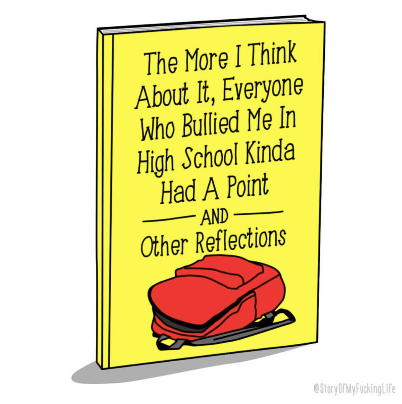 The More I Think
About It, Everyone
Who Bullied Me In
High School Kinda
Had A Point
AND
Other Reflections
@StoryOfMyFuckingLife